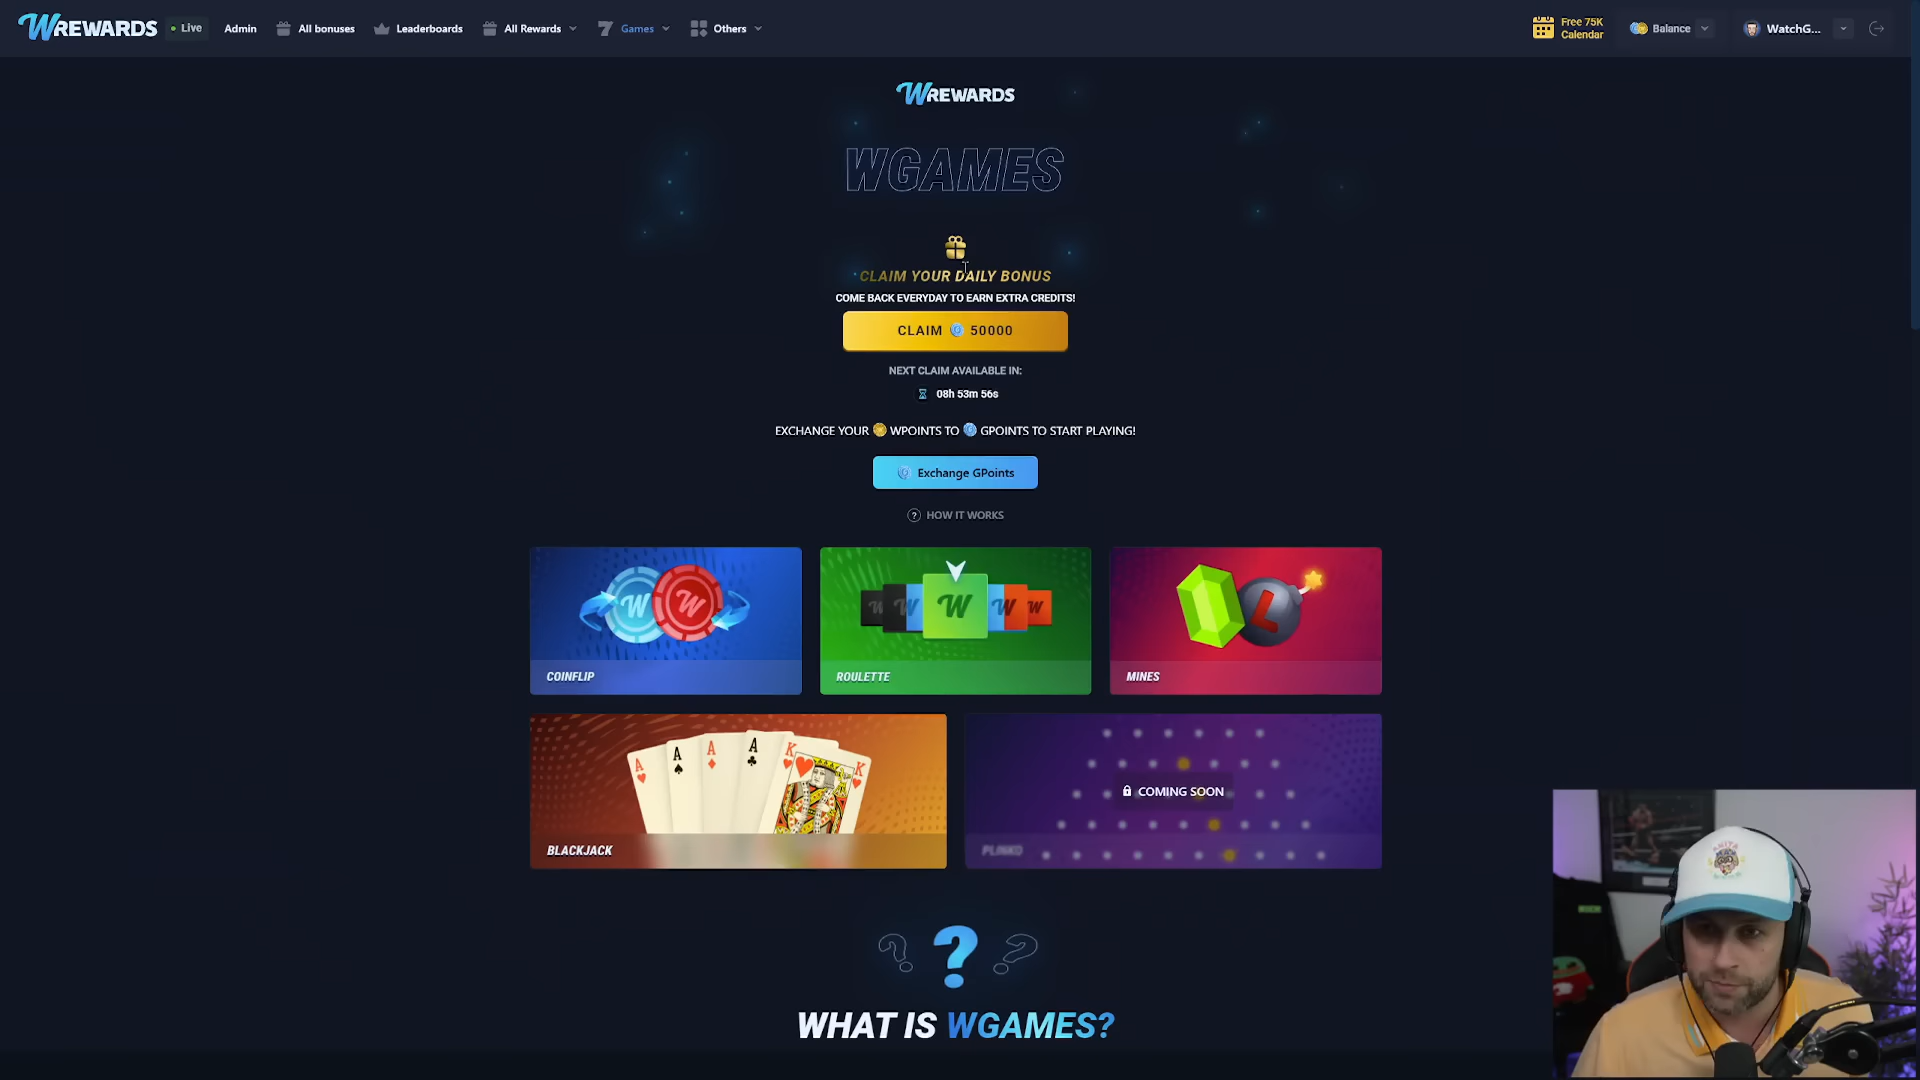 WREWARDS
Live
Admin
All bonuses
Leaderboards
All Rewards
Games
Others
Free 75K
Calendar
Balance
WatchG...
WREWARDS
WGAMES
CLAIM YOUR DAILY BONUS
COME BACK EVERYDAY TO EARN EXTRA CREDITS!
CLAIM 50000
NEXT CLAIM AVAILABLE IN:
08h 53m 56s
EXCHANGE YOUR WPOINTS TO GPOINTS TO START PLAYING!
Exchange GPoints
? HOW IT WORKS
W W
W W W W W
L
COINFLIP
ROULETTE
MINES
A A A A K K
COMING SOON
BLACKJACK
PLINKO
? ? ?
WHAT IS WGAMES?